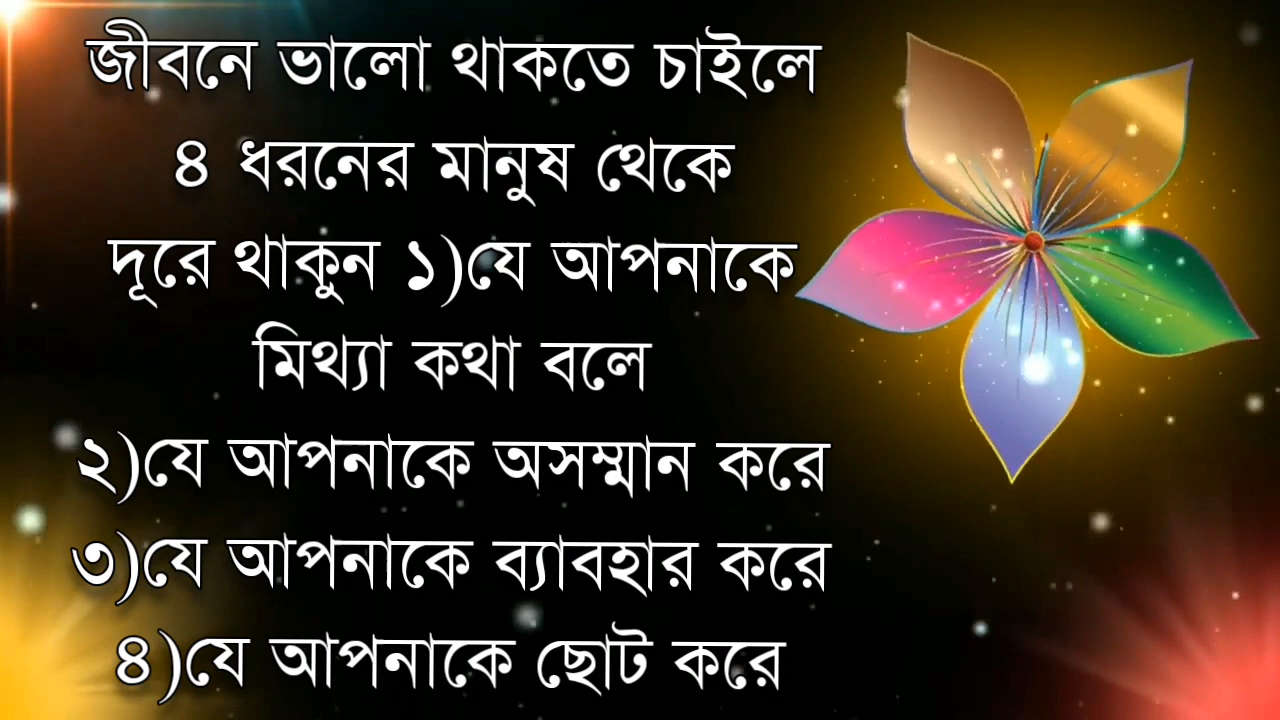 জীবনে ভালো থাকতে চাইলে
৪ ধরনের মানুষ থেকে
দূরে থাকুন ১)যে আপনাকে
মিথ্যা কথা বলে
২)যে আপনাকে অসম্মান করে
৩)যে আপনাকে ব্যাবহার করে
৪)যে আপনাকে ছোট করে